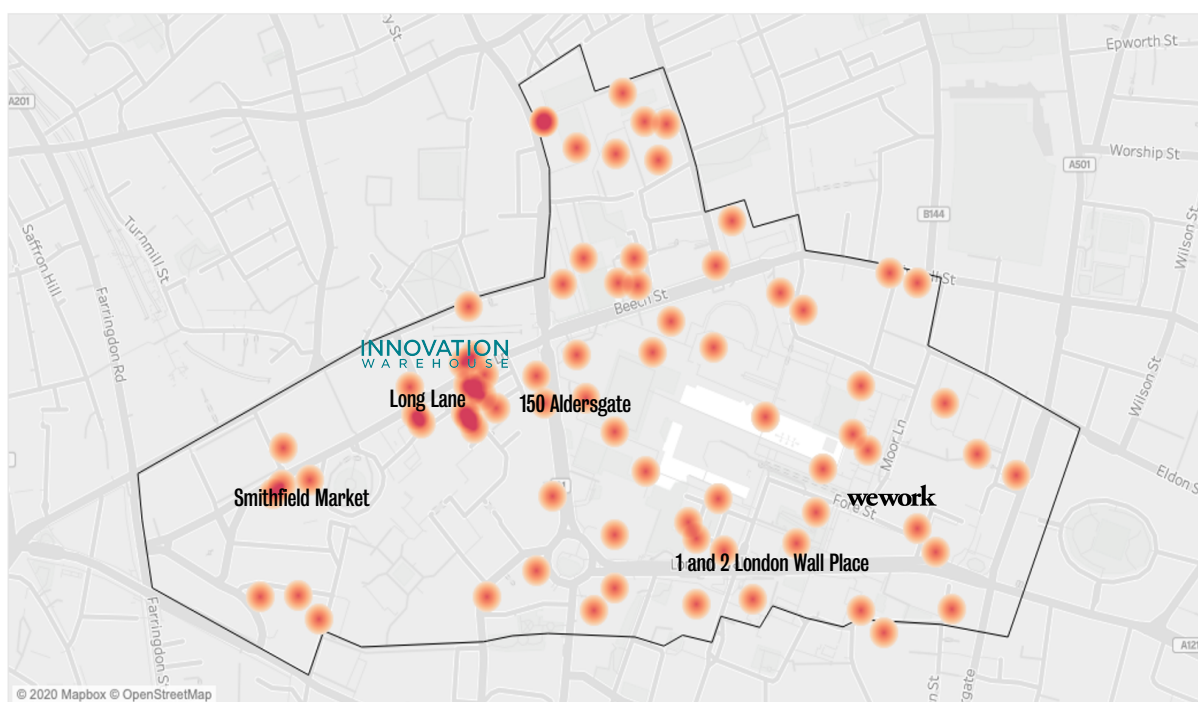 Epworth St
A201
Worship St
A501
B144
Turnmill St
Saffron Hill
Wilson St
Farringdon Rd
Beech St
INNOVATION
WAREHOUSE
Long Lane
150 Aldersgate
Wilson St
Moor Ln
Eldon S
Smithfield Market
wework
Fore St
1 and 2 London Wall Place
Farringdon S
A121
© 2020 Mapbox © OpenStreetMap